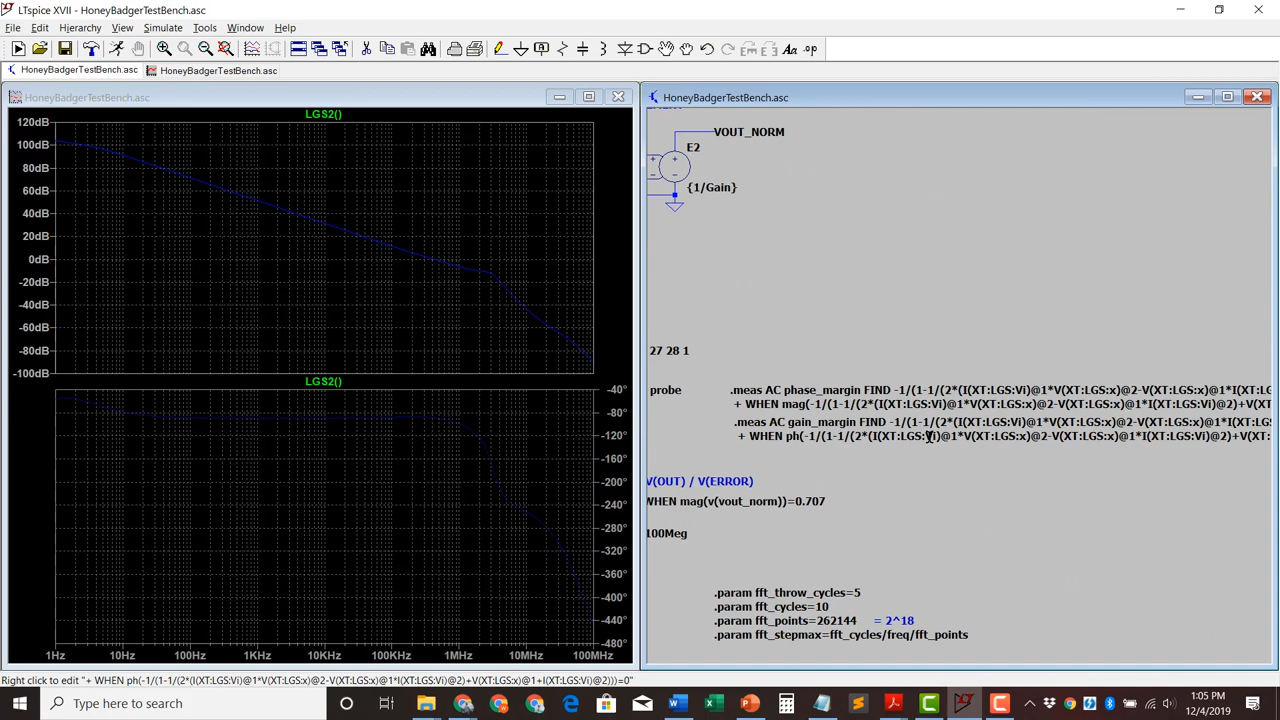 LTspice XVII - HoneyBadgerTestBench.asc
File Edit Hierarchy View Simulate Tools Window Help
HoneyBadgerTestBench.asc HoneyBadgerTestBench.asc
HoneyBadgerTestBench.asc
LGS2()
120dB
100dB
80dB
60dB
40dB
20dB
0dB
-20dB
-40dB
-60dB
-80dB
-100dB
LGS2()
-40°
-80°
-120°
-160°
-200°
-240°
-280°
-320°
-360°
-400°
-440°
-480°
1Hz 10Hz 100Hz 1KHz 10KHz 100KHz 1MHz 10MHz 100MHz
HoneyBadgerTestBench.asc
VOUT_NORM
E2
{1/Gain}
27 28 1
probe
.meas AC phase_margin FIND -1/(1-1/(2*(I(XT:LGS:Vi)@1*V(XT:LGS:x)@2-V(XT:LGS:x)@1*I(XT:LGS
+ WHEN mag(-1/(1-1/(2*(I(XT:LGS:Vi)@1*V(XT:LGS:x)@2-V(XT:LGS:x)@1*I(XT:LGS:Vi)@2)+V(XT:
.meas AC gain_margin FIND -1/(1-1/(2*(I(XT:LGS:Vi)@1*V(XT:LGS:x)@2-V(XT:LGS:x)@1*I(XT:LGS:
+ WHEN ph(-1/(1-1/(2*(I(XT:LGS:Vi)@1*V(XT:LGS:x)@2-V(XT:LGS:x)@1*I(XT:LGS:Vi)@2)+V(XT:
V(OUT) / V(ERROR)
WHEN mag(v(vout_norm))=0.707
100Meg
.param fft_throw_cycles=5
.param fft_cycles=10
.param fft_points=262144 = 2^18
.param fft_stepmax=fft_cycles/freq/fft_points
Right click to edit "+ WHEN ph(-1/(1-1/(2*(I(XT:LGS:Vi)@1*V(XT:LGS:x)@2-V(XT:LGS:x)@1*I(XT:LGS:Vi)@2)+V(XT:LGS:x)@1+I(XT:LGS:Vi)@2)))=0"
Type here to search
1:05 PM
12/4/2019